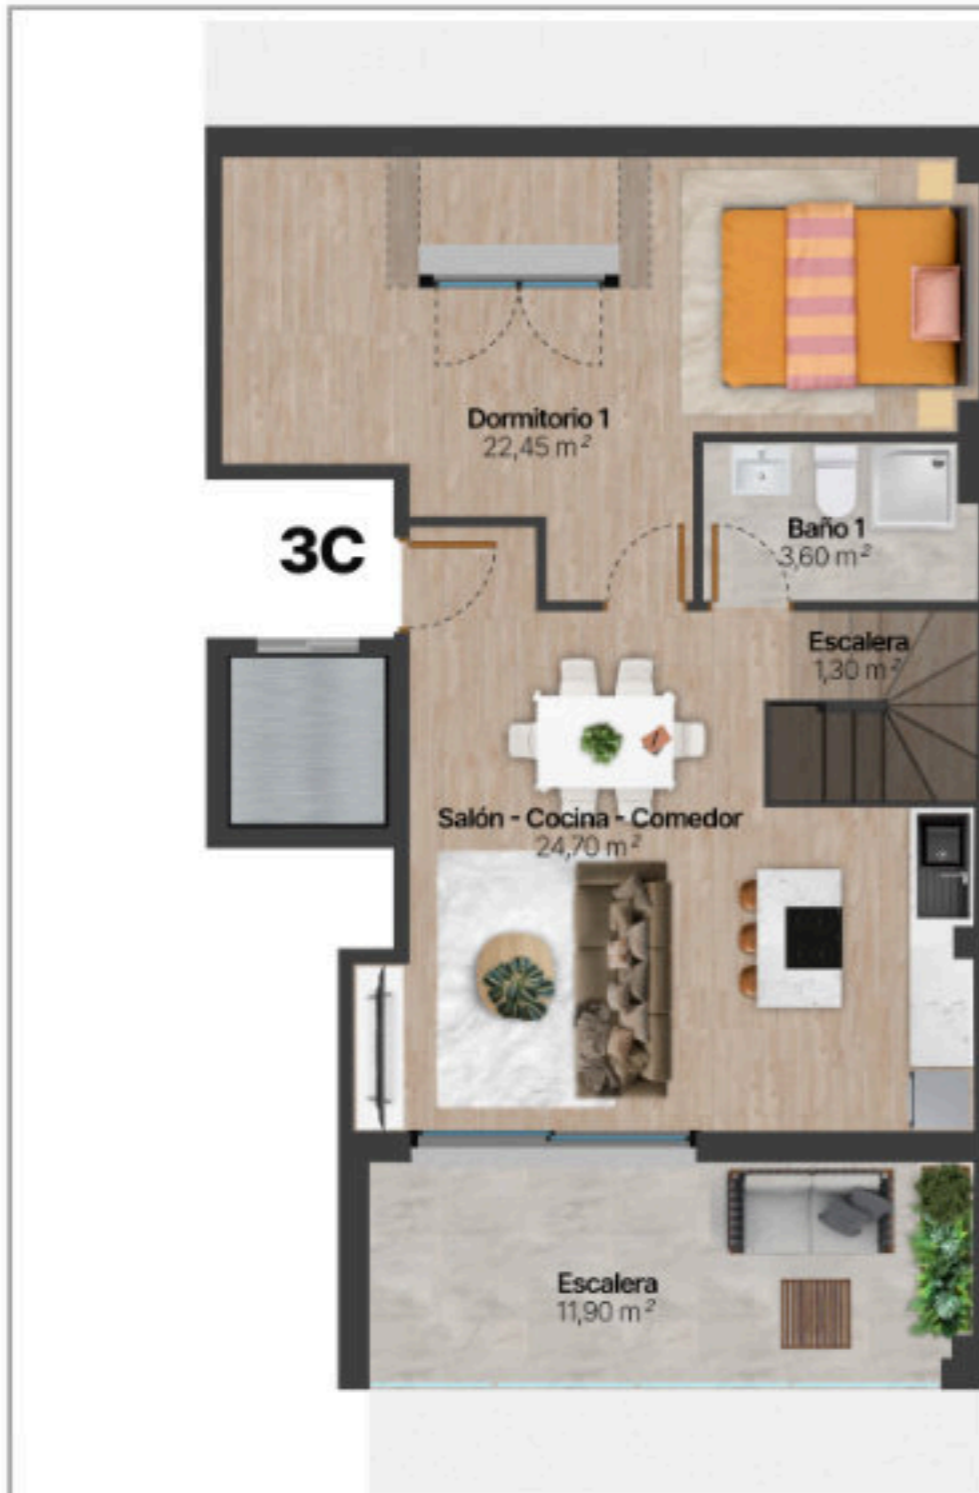 Dormitorio 1
22,45 m²
3C
Baño 1
3,60 m²
Escalera
1,30 m²
Salón - Cocina - Comedor
24,70 m²
Escalera
11,90 m²